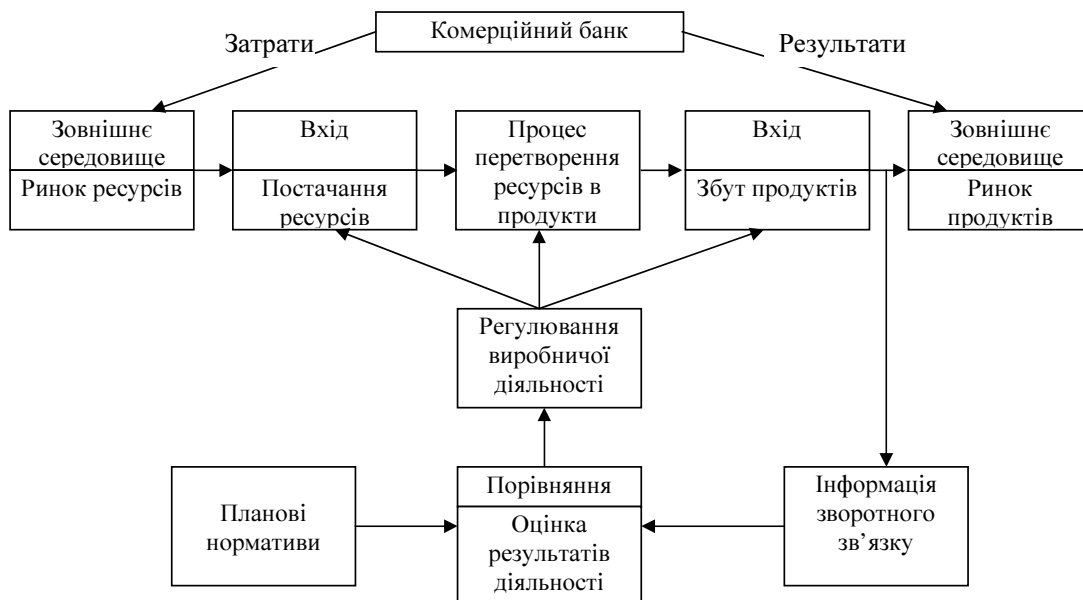 Комерційний банк
Затрати
Результати
Зовнішнє
середовище
Ринок ресурсів
Вхід
Постачання
ресурсів
Процес
перетворення
ресурсів в
продукти
Вхід
Збут продуктів
Зовнішнє
середовище
Ринок
продуктів
Регулювання
виробничої
діяльності
Планові
нормативи
Порівняння
Оцінка
результатів
діяльності
Інформація
зворотного
зв’язку